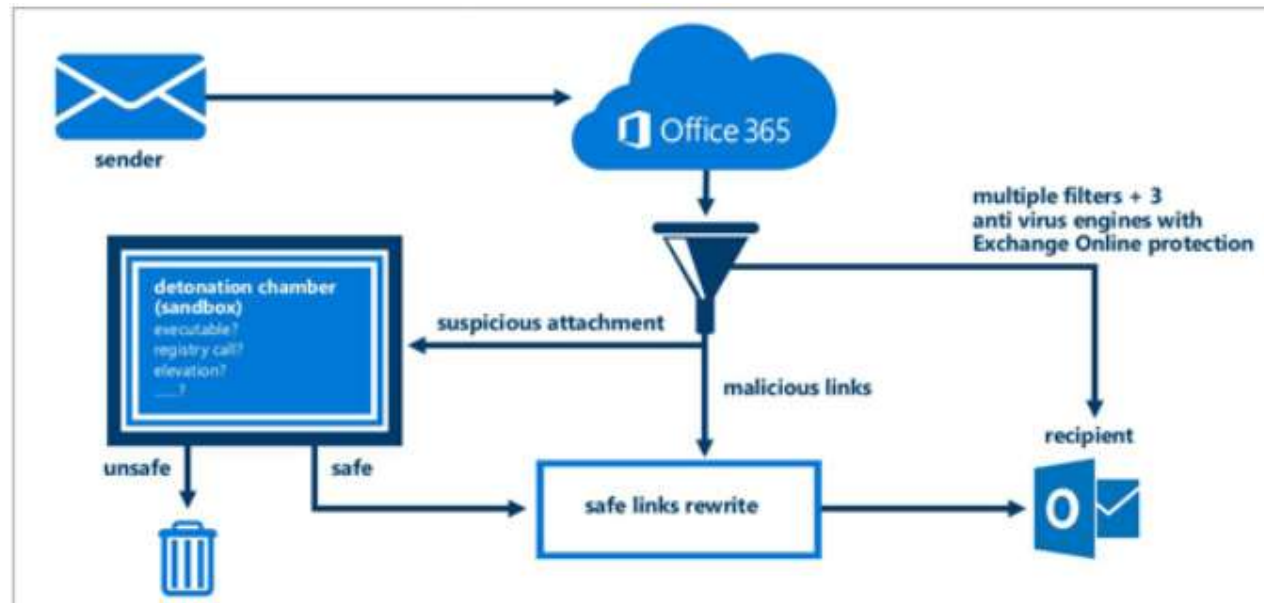 sender
Office 365
multiple filters + 3
anti virus engines with
Exchange Online protection
detonation chamber
(sandbox)
executable?
registry call?
elevation?
___?
suspicious attachment
malicious links
unsafe
safe
safe links rewrite
recipient